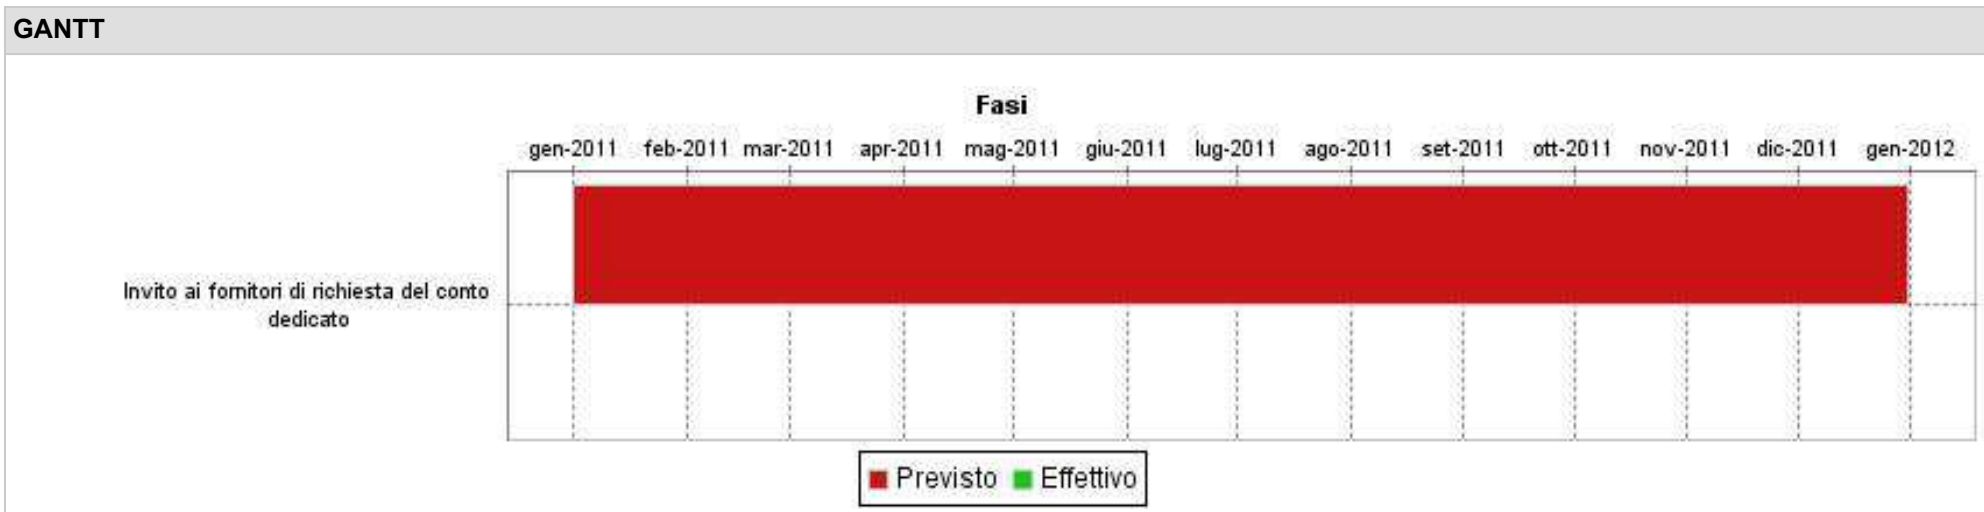 GANTT
Fasi
gen-2011 feb-2011 mar-2011 apr-2011 mag-2011 giu-2011 lug-2011 ago-2011 set-2011 ott-2011 nov-2011 dic-2011 gen-2012
Invito ai fornitori di richiesta del conto
dedicato
Previsto Effettivo